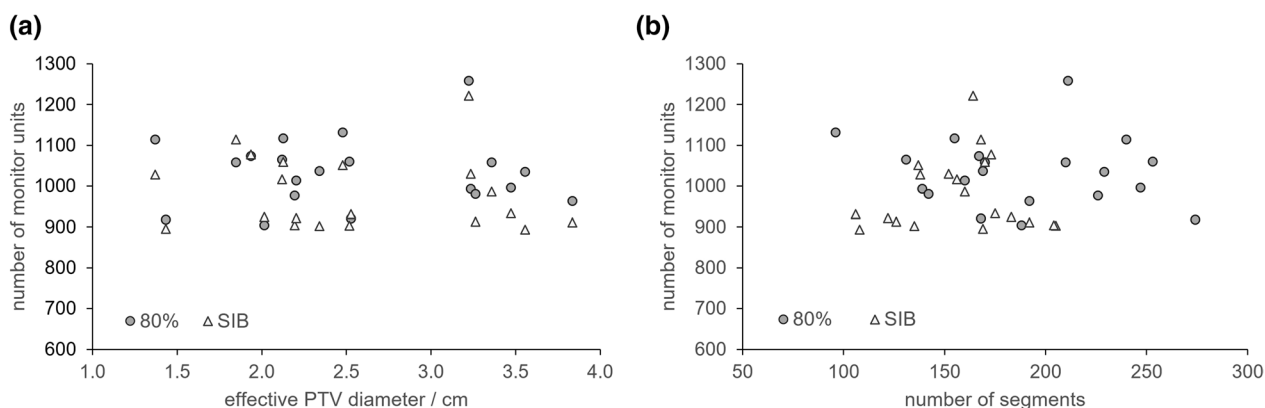 (a)
number of monitor units
1300
1200
1100
1000
900
800
700
600
80% SIB
1.0 1.5 2.0 2.5 3.0 3.5 4.0
effective PTV diameter / cm
(b)
number of monitor units
1300
1200
1100
1000
900
800
700
600
80% SIB
50 100 150 200 250 300
number of segments